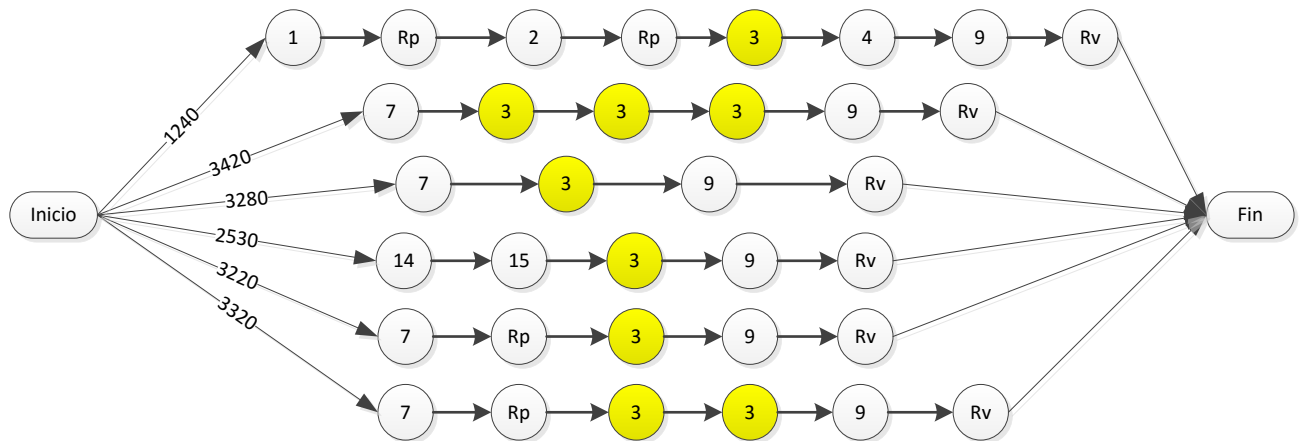 1 Rp 2 Rp 3 4 9 Rv
1240
7 3 3 3 9 Rv
3420
7 3 9 Rv
3280
Inicio
Fin
2530
14 15 3 9 Rv
3220
7 Rp 3 9 Rv
3320
7 Rp 3 3 9 Rv